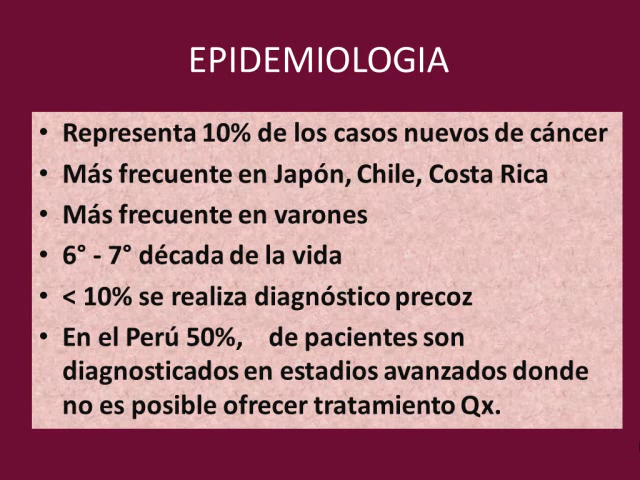 EPIDEMIOLOGIA
• Representa 10% de los casos nuevos de cáncer
• Más frecuente en Japón, Chile, Costa Rica
• Más frecuente en varones
• 6° - 7° década de la vida
• < 10% se realiza diagnóstico precoz
• En el Perú 50%, de pacientes son
diagnosticados en estadios avanzados donde
no es posible ofrecer tratamiento Qx.